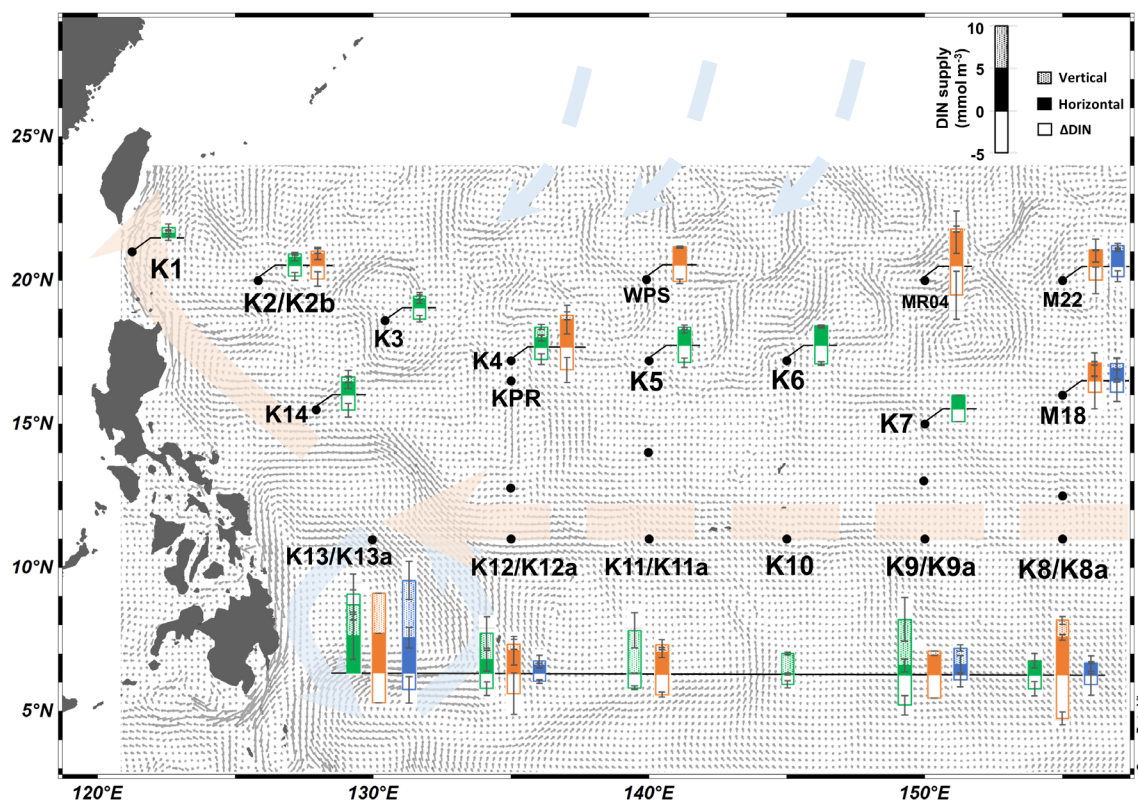 10
5
0
-5
DIN supply
(mmol m⁻³)
Vertical
Horizontal
ΔDIN
25°N
20°N
15°N
10°N
5°N
K1
K2/K2b
WPS
MR04
M22
K3
K4
K5
K6
KPR
K14
K7
M18
K13/K13a
K12/K12a
K11/K11a
K10
K9/K9a
K8/K8a
120°E
130°E
140°E
150°E